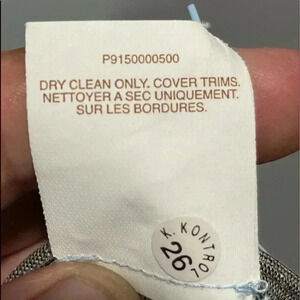 P9150000500
DRY CLEAN ONLY. COVER TRIMS.
NETTOYER A SEC UNIQUEMENT.
SUR LES BORDURES.
K. KONTROL
26